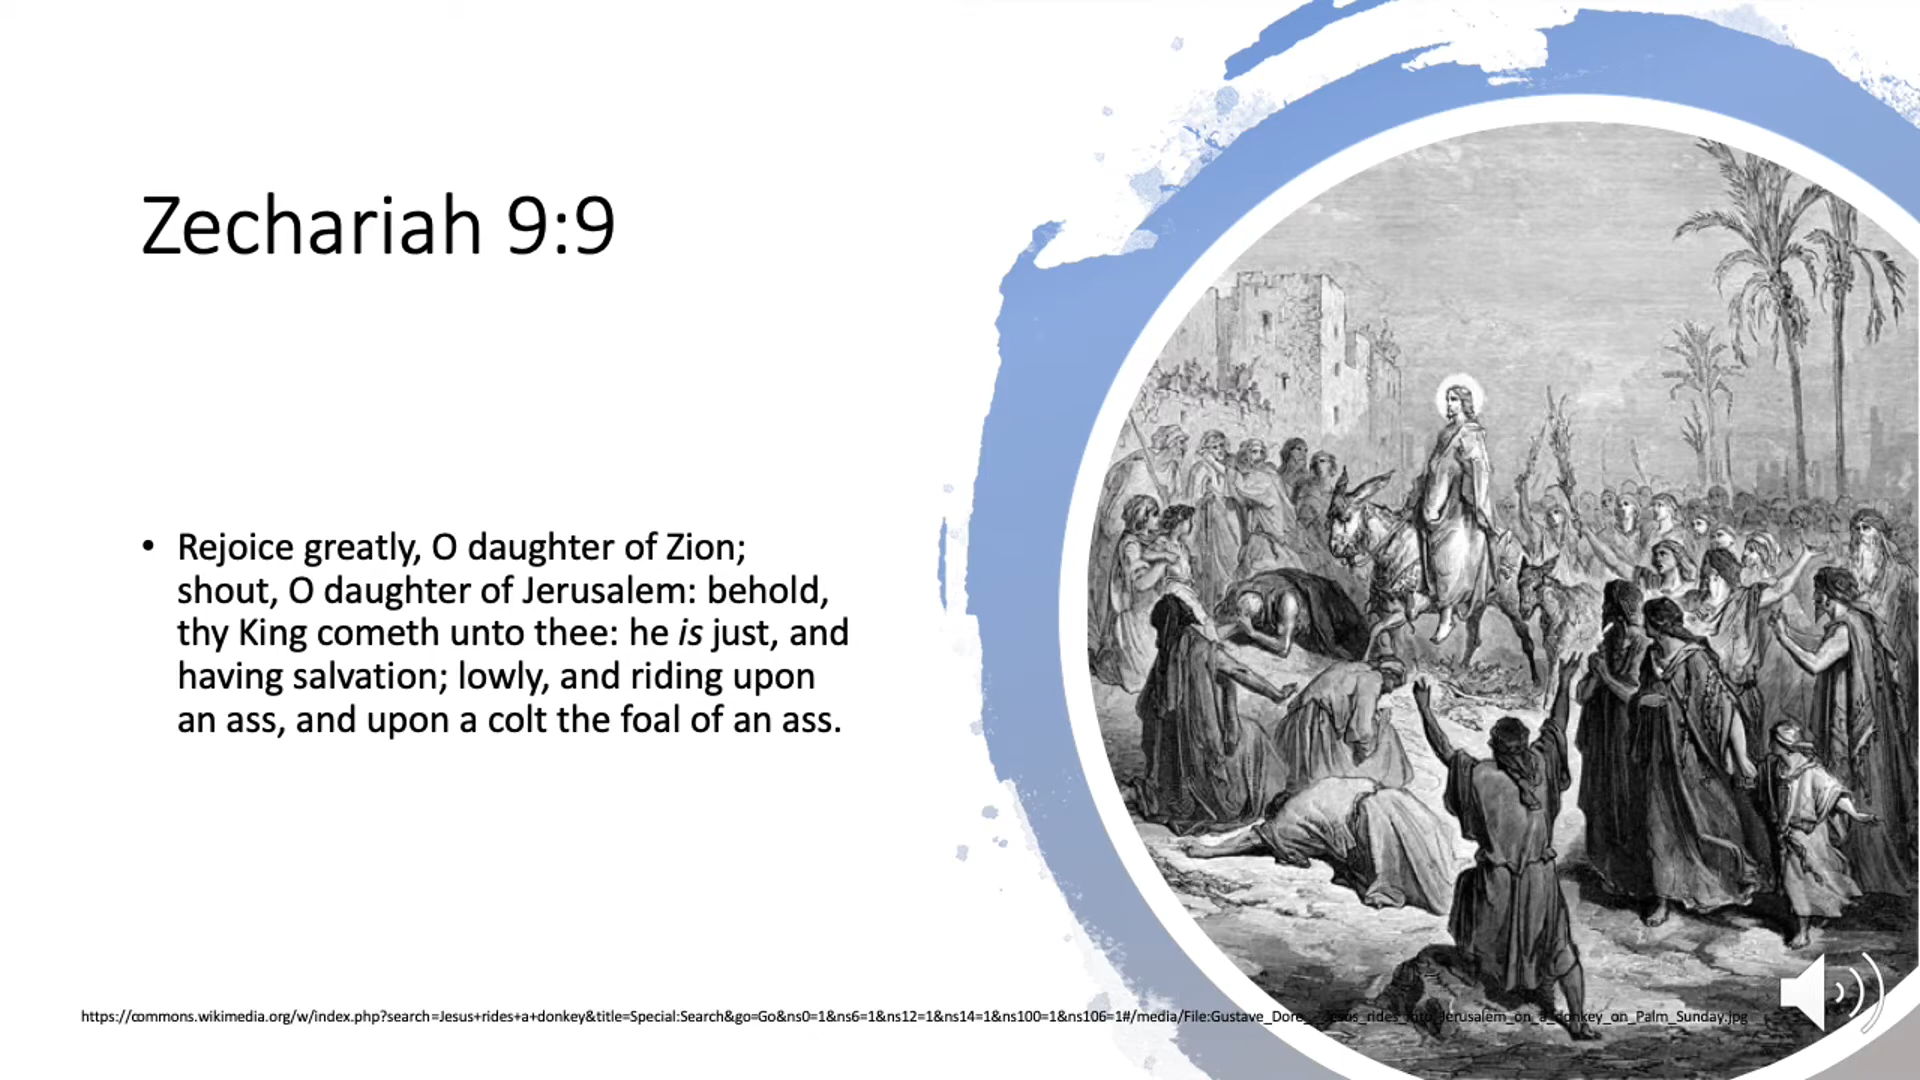 Zechariah 9:9
• Rejoice greatly, O daughter of Zion;
shout, O daughter of Jerusalem: behold,
thy King cometh unto thee: he is just, and
having salvation; lowly, and riding upon
an ass, and upon a colt the foal of an ass.
https://commons.wikimedia.org/w/index.php?search=Jesus+rides+a+donkey&title=Special:Search&go=Go&ns0=1&ns6=1&ns12=1&ns14=1&ns100=1&ns106=1#/media/File:Gustave_Dore_-_Jesus_rides_into_Jerusalem_on_a_donkey_on_Palm_Sunday.jpg